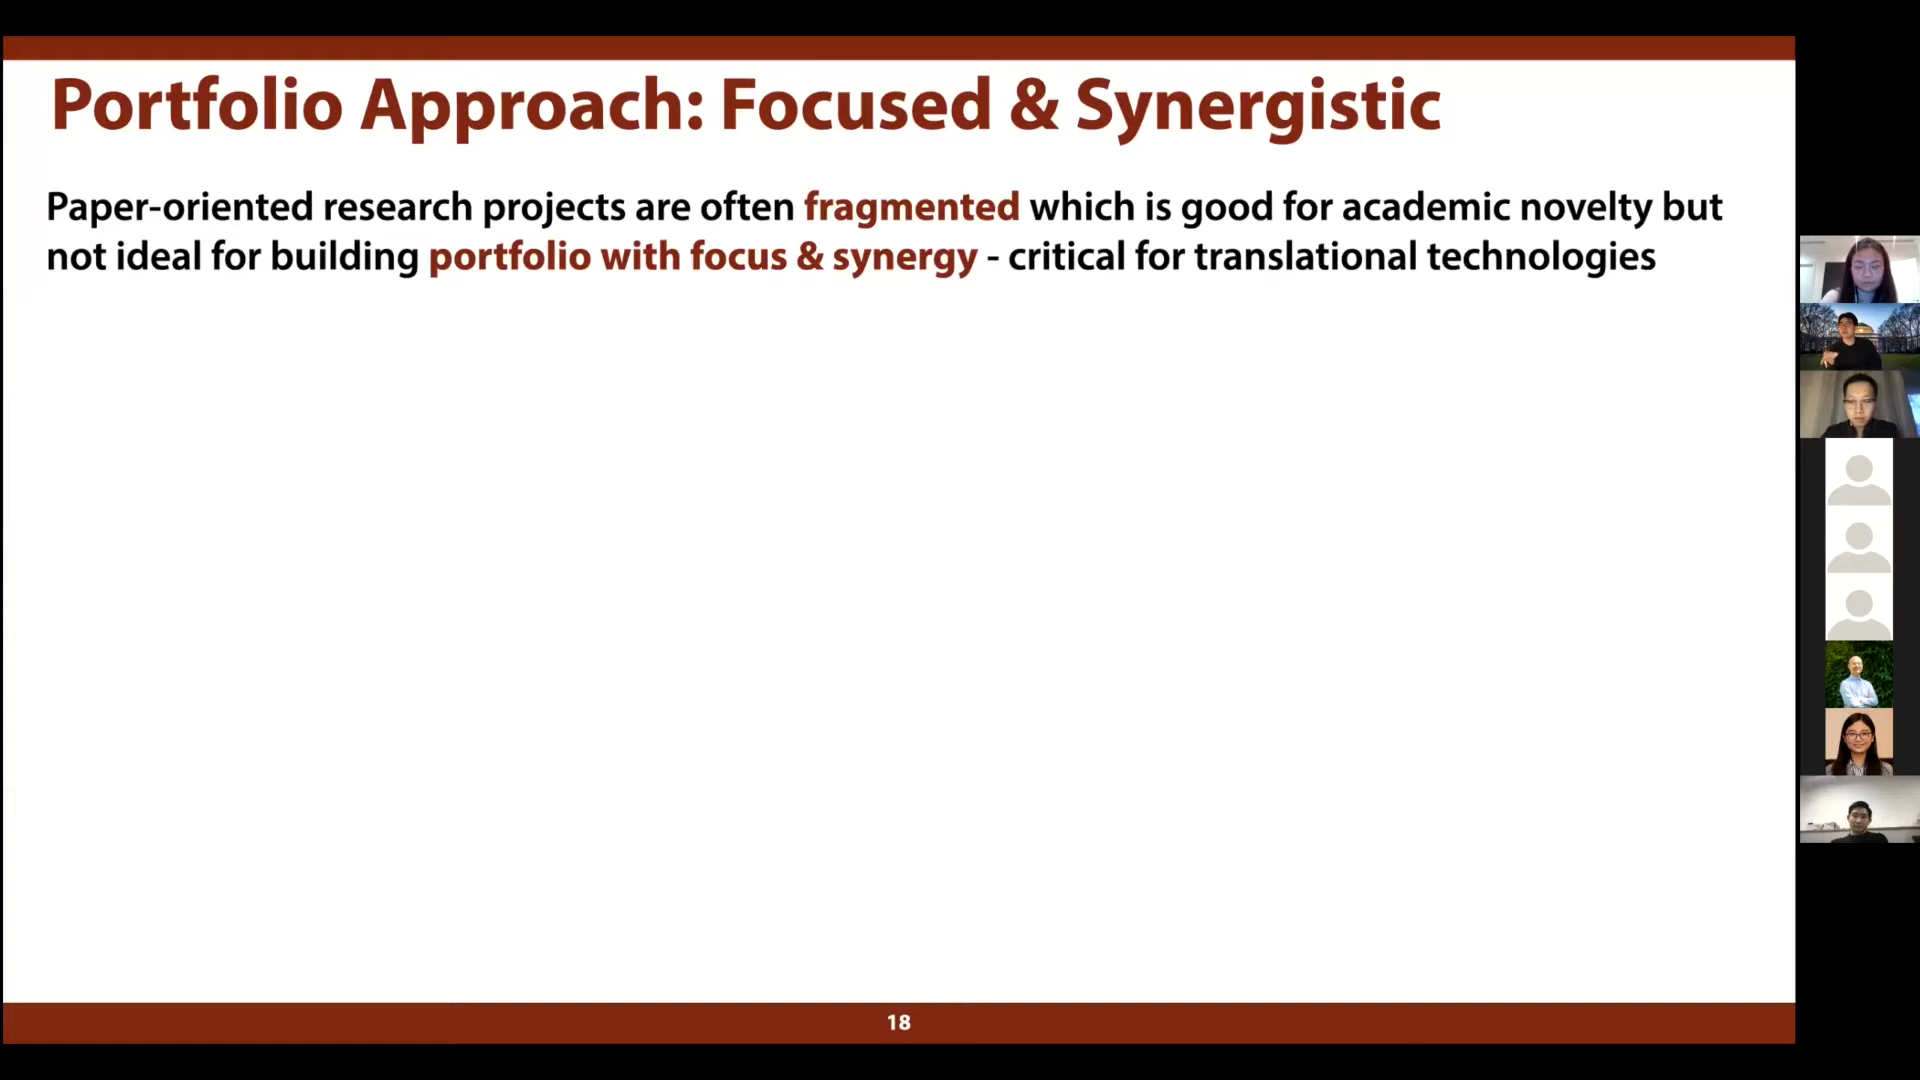 Portfolio Approach: Focused & Synergistic
Paper-oriented research projects are often fragmented which is good for academic novelty but
not ideal for building portfolio with focus & synergy - critical for translational technologies
18